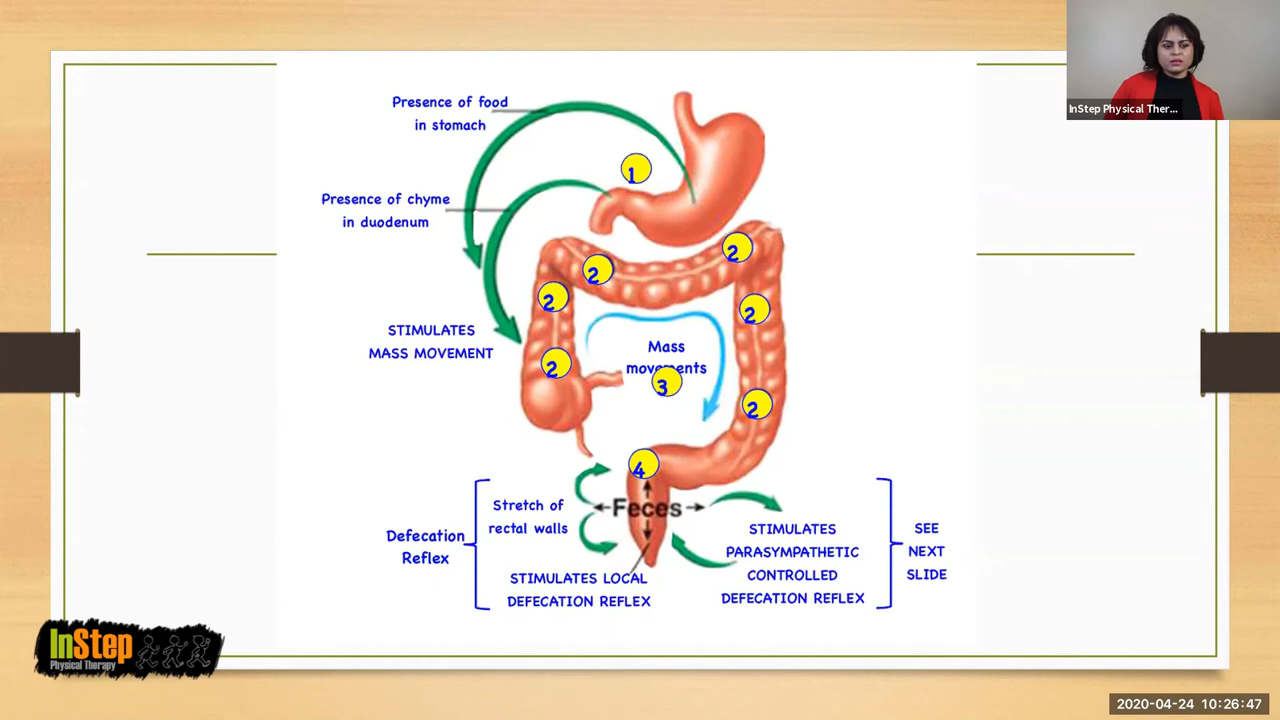 InStep Physical Ther...
Presence of food
in stomach
1
Presence of chyme
in duodenum
2
2
2
2
STIMULATES
MASS MOVEMENT
Mass
movements
3
2
2
4
Defecation
Reflex
Stretch of
rectal walls
Feces
STIMULATES LOCAL
DEFECATION REFLEX
STIMULATES
PARASYMPATHETIC
CONTROLLED
DEFECATION REFLEX
SEE
NEXT
SLIDE
InStep
Physical Therapy
2020-04-24 10:26:47